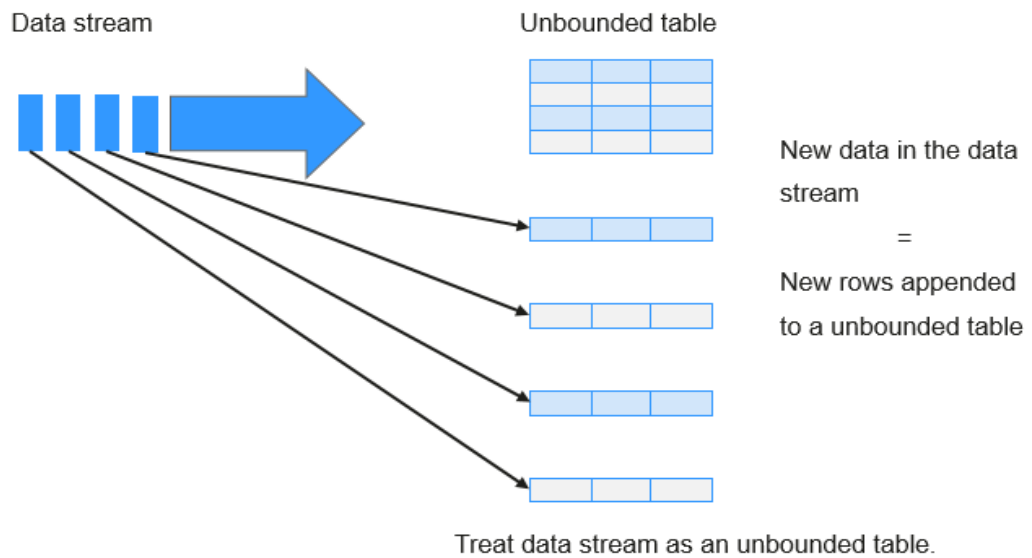 Data stream
Unbounded table
New data in the data
stream
=
New rows appended
to a unbounded table
Treat data stream as an unbounded table.